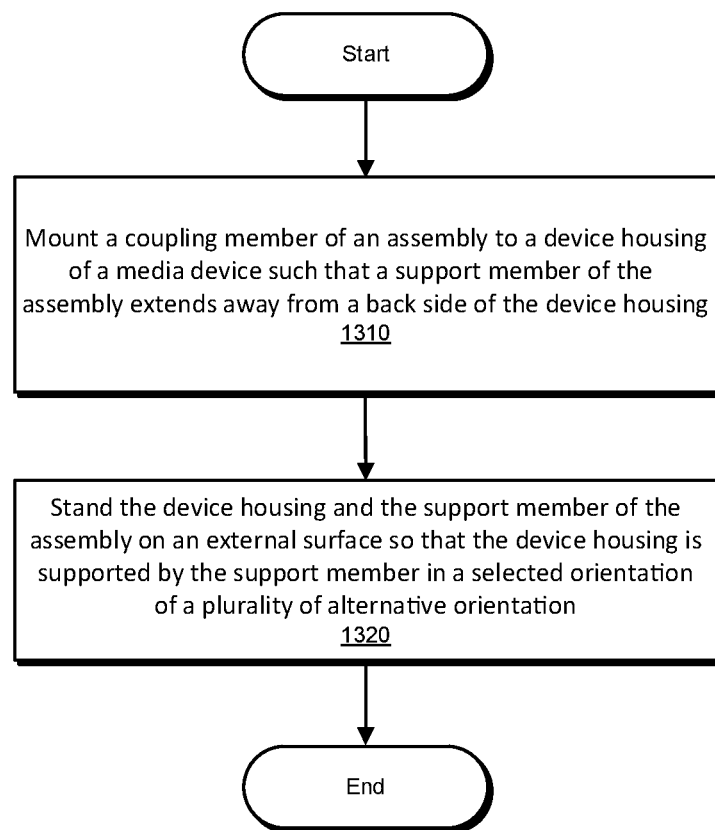 Start
Mount a coupling member of an assembly to a device housing
of a media device such that a support member of the
assembly extends away from a back side of the device housing
1310
Stand the device housing and the support member of the
assembly on an external surface so that the device housing is
supported by the support member in a selected orientation
of a plurality of alternative orientation
1320
End